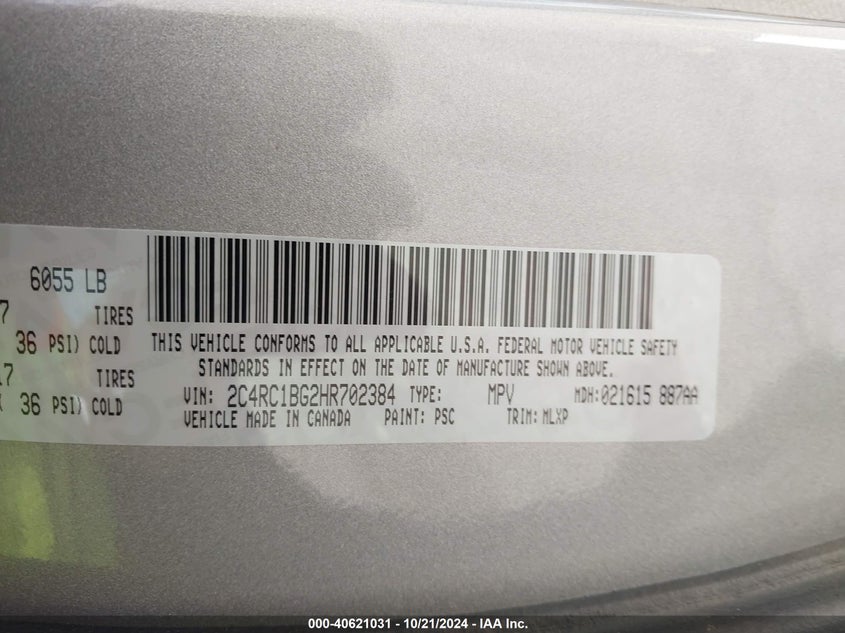 6055 LB
7 TIRES
36 PSI) COLD
17 TIRES
36 PSI) COLD
THIS VEHICLE CONFORMS TO ALL APPLICABLE U.S.A. FEDERAL MOTOR VEHICLE SAFETY
STANDARDS IN EFFECT ON THE DATE OF MANUFACTURE SHOWN ABOVE.
VIN: 2C4RC1BG2HR702384 TYPE: MPV MDH: 021615 887AA
VEHICLE MADE IN CANADA PAINT: PSC TRIM: MLXP
000-40621031 - 10/21/2024 - IAA Inc.